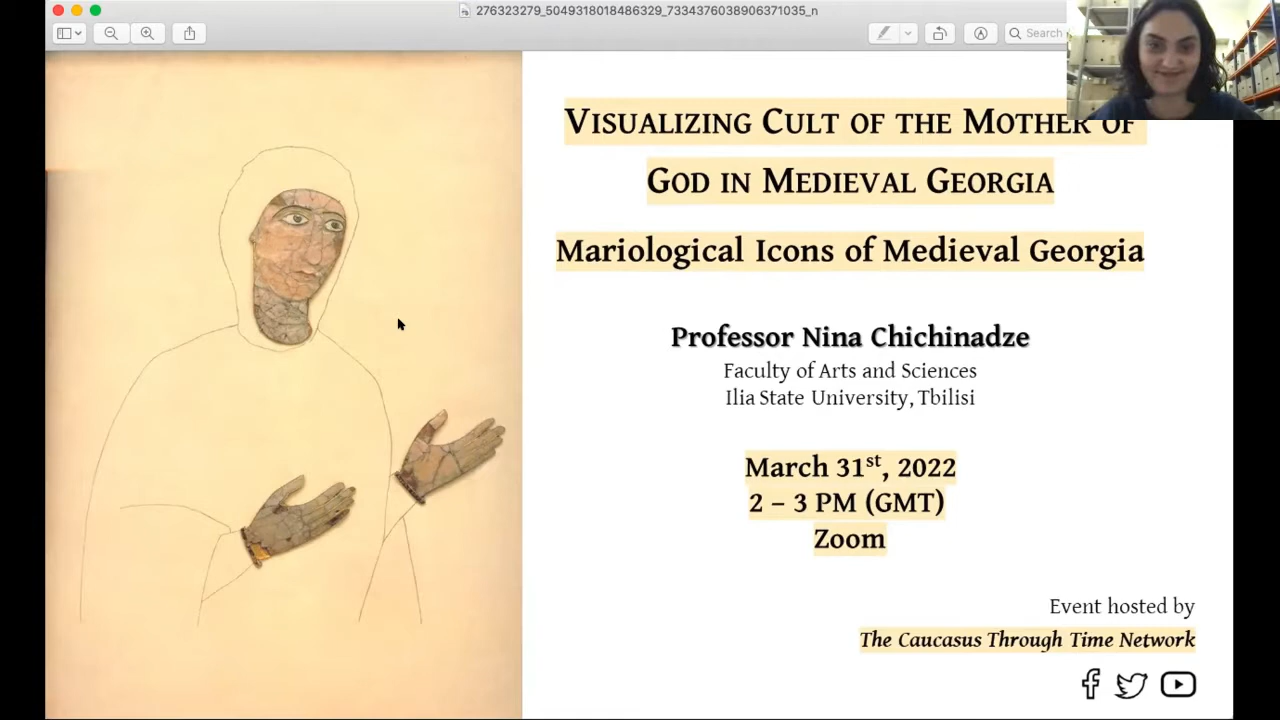 276323279_5049318018486329_7334376038906371035_n
Search
VISUALIZING CULT OF THE MOTHER OF
GOD IN MEDIEVAL GEORGIA
Mariological Icons of Medieval Georgia
Professor Nina Chichinadze
Faculty of Arts and Sciences
Ilia State University, Tbilisi
March 31st, 2022
2 – 3 PM (GMT)
Zoom
Event hosted by
The Caucasus Through Time Network